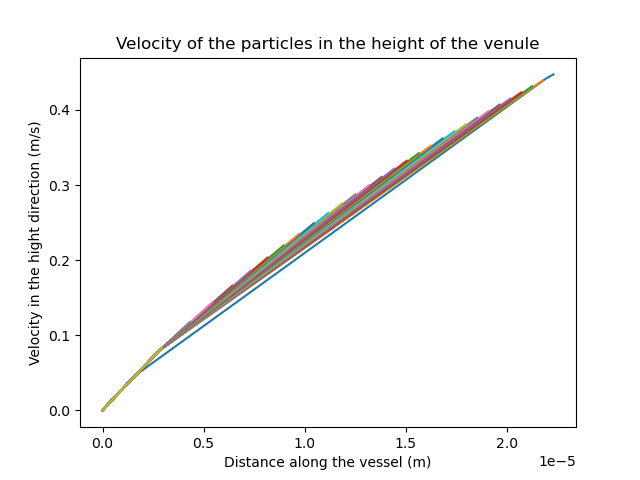 Velocity of the particles in the height of the venule
Velocity in the hight direction (m/s)
0.4
0.3
0.2
0.1
0.0
0.0 0.5 1.0 1.5 2.0
1e−5
Distance along the vessel (m)